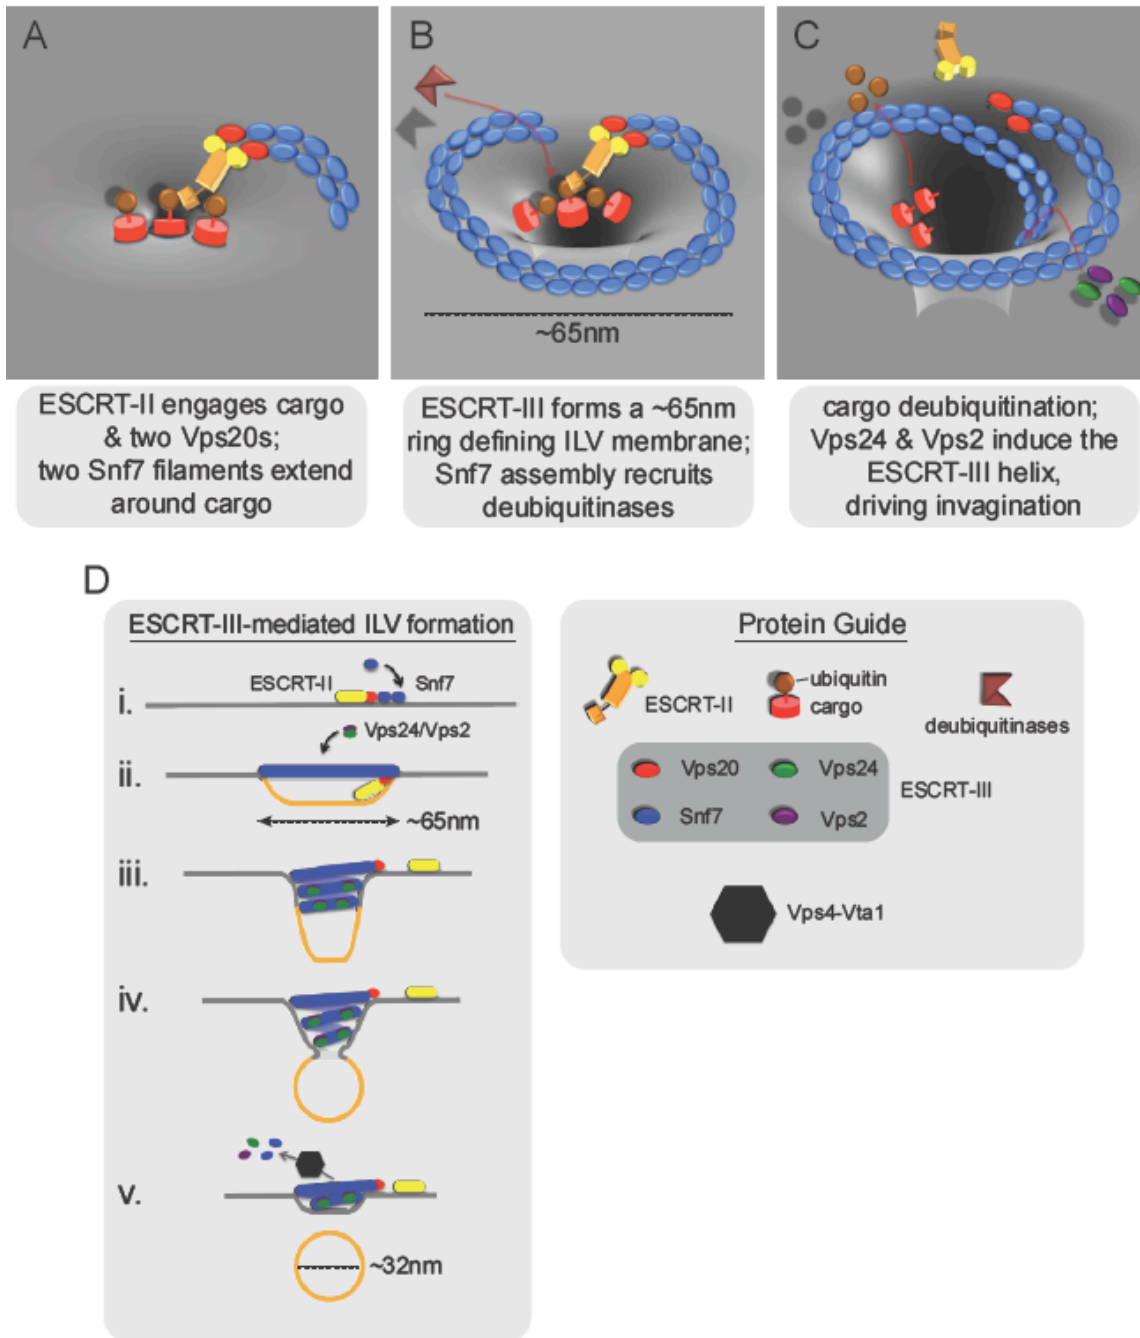 A
B
C
~65nm
ESCRT-II engages cargo
& two Vps20s;
two Snf7 filaments extend
around cargo
ESCRT-III forms a ~65nm
ring defining ILV membrane;
Snf7 assembly recruits
deubiquitinases
cargo deubiquitination;
Vps24 & Vps2 induce the
ESCRT-III helix,
driving invagination
D
ESCRT-III-mediated ILV formation
ESCRT-II
Snf7
i.
Vps24/Vps2
ii.
~65nm
iii.
iv.
v.
~32nm
Protein Guide
ESCRT-II
ubiquitin
cargo
deubiquitinases
Vps20
Vps24
Snf7
Vps2
ESCRT-III
Vps4-Vta1